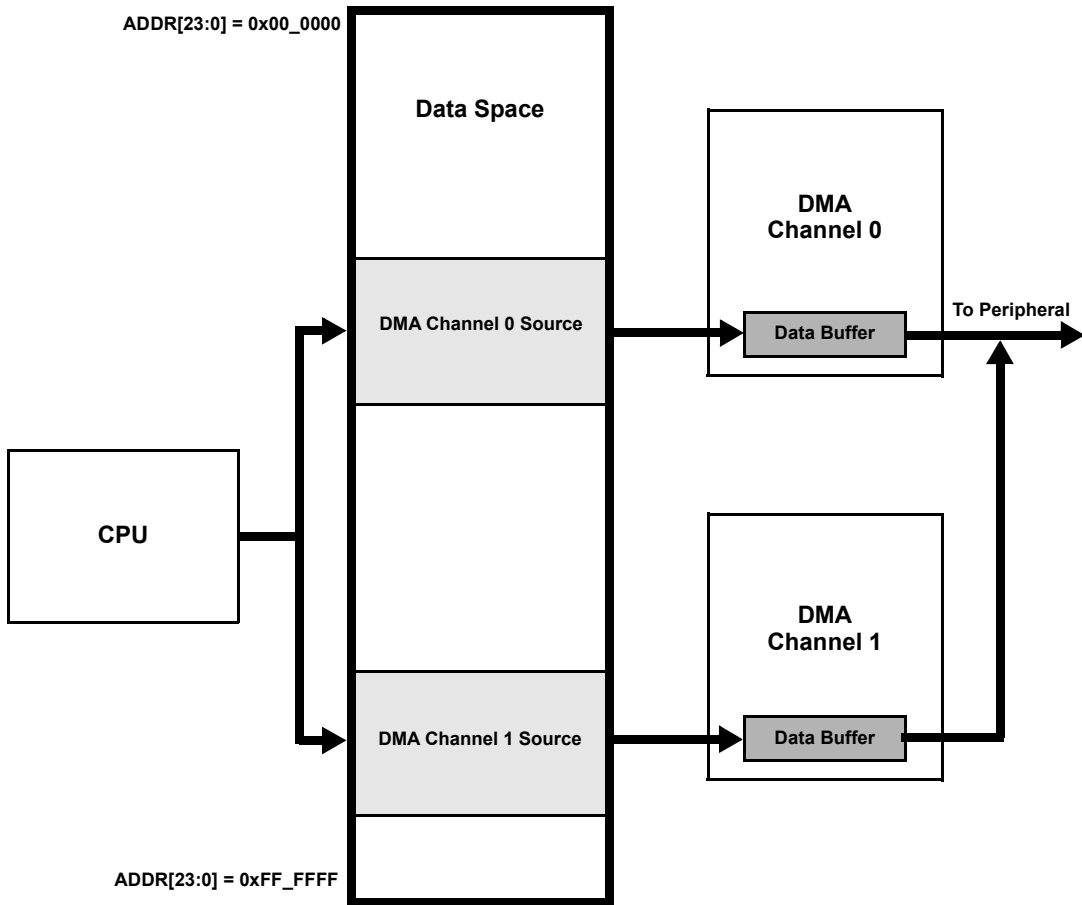 ADDR[23:0] = 0x00_0000
Data Space
DMA
Channel 0
To Peripheral
DMA Channel 0 Source
Data Buffer
CPU
DMA
Channel 1
DMA Channel 1 Source
Data Buffer
ADDR[23:0] = 0xFF_FFFF